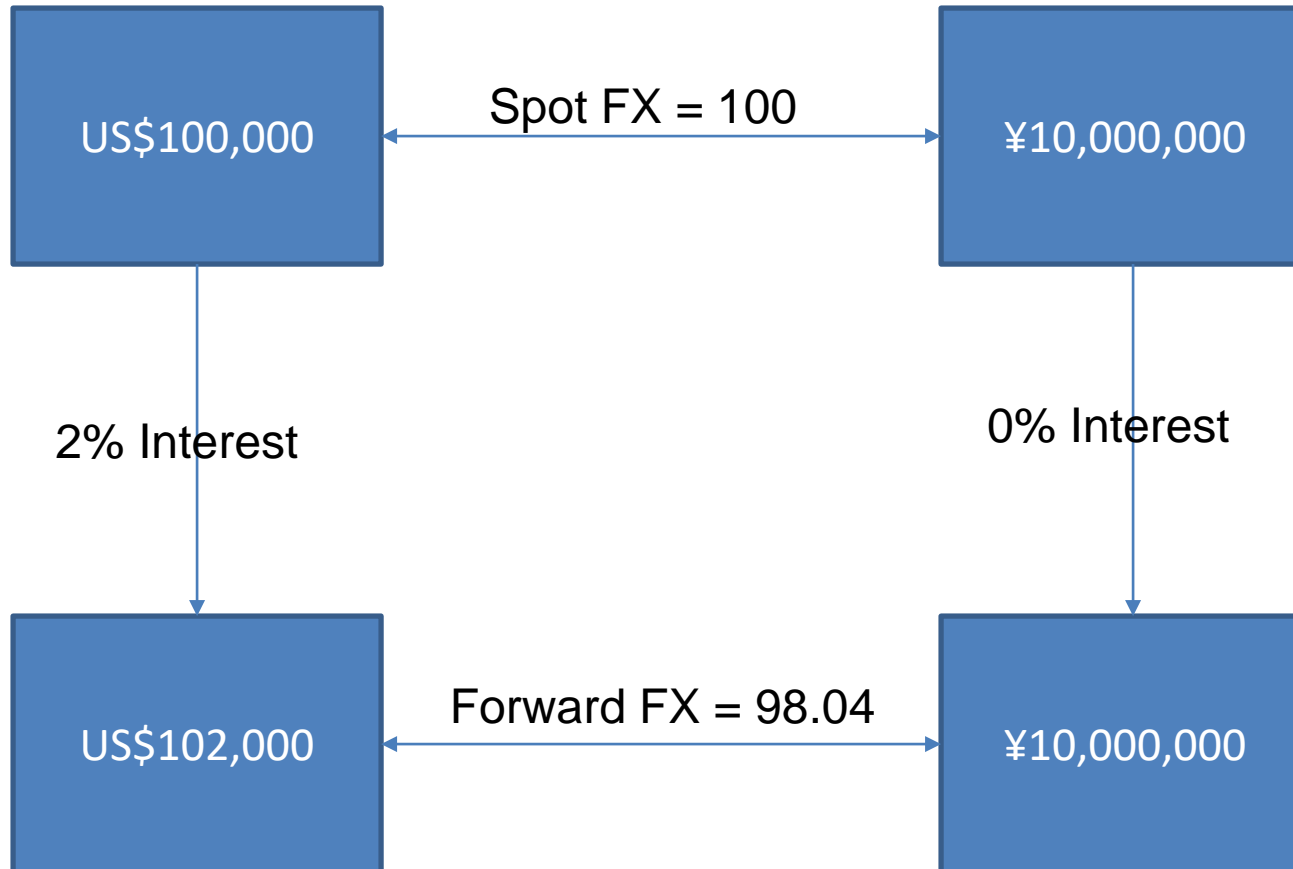 US$100,000
Spot FX = 100
¥10,000,000
2% Interest
0% Interest
US$102,000
Forward FX = 98.04
¥10,000,000